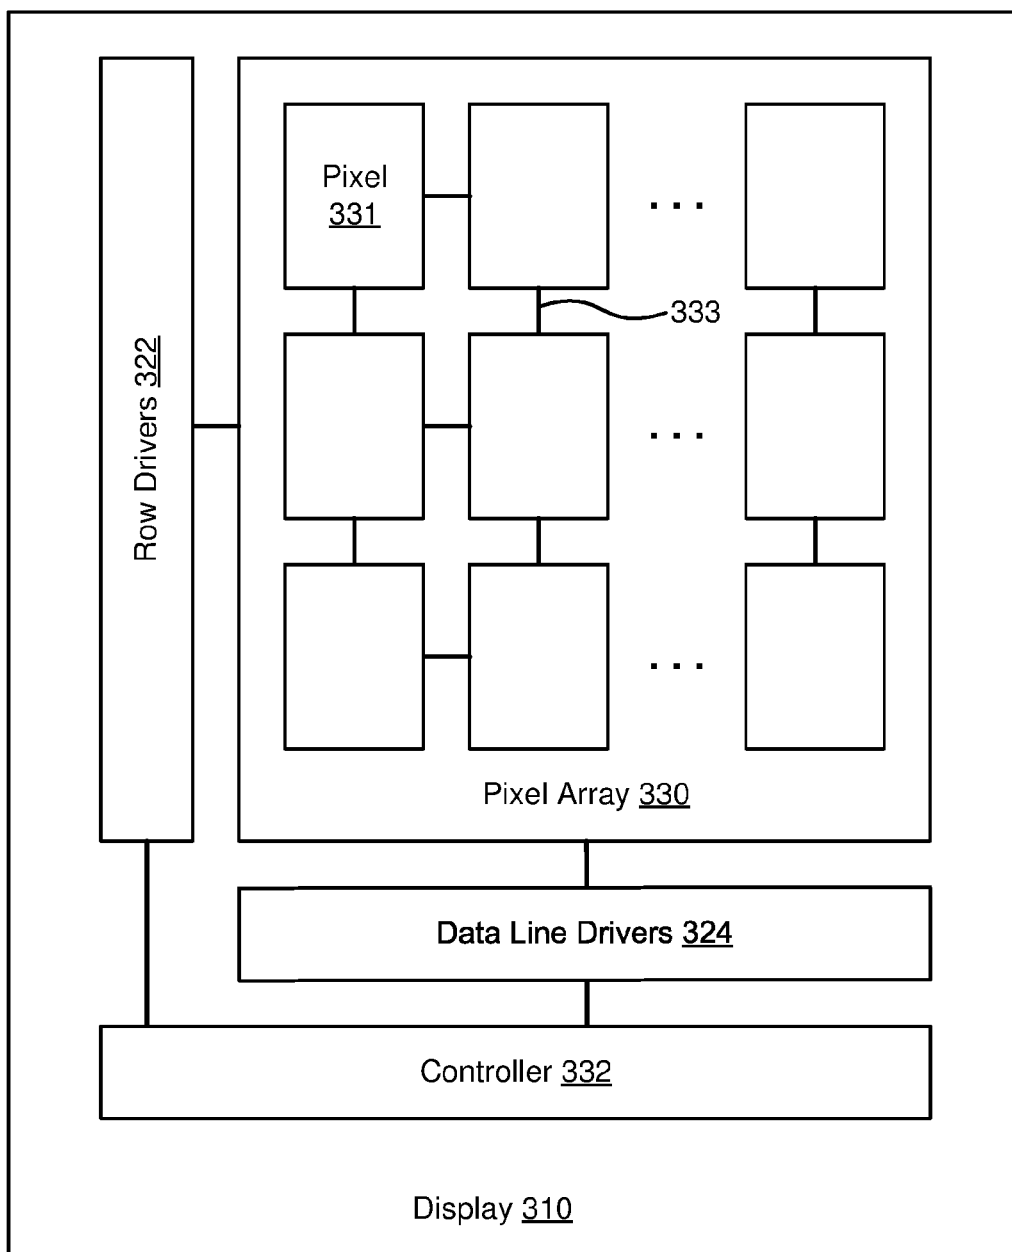 Pixel
331
. . .
333
Row Drivers 322
. . .
. . .
Pixel Array 330
Data Line Drivers 324
Controller 332
Display 310